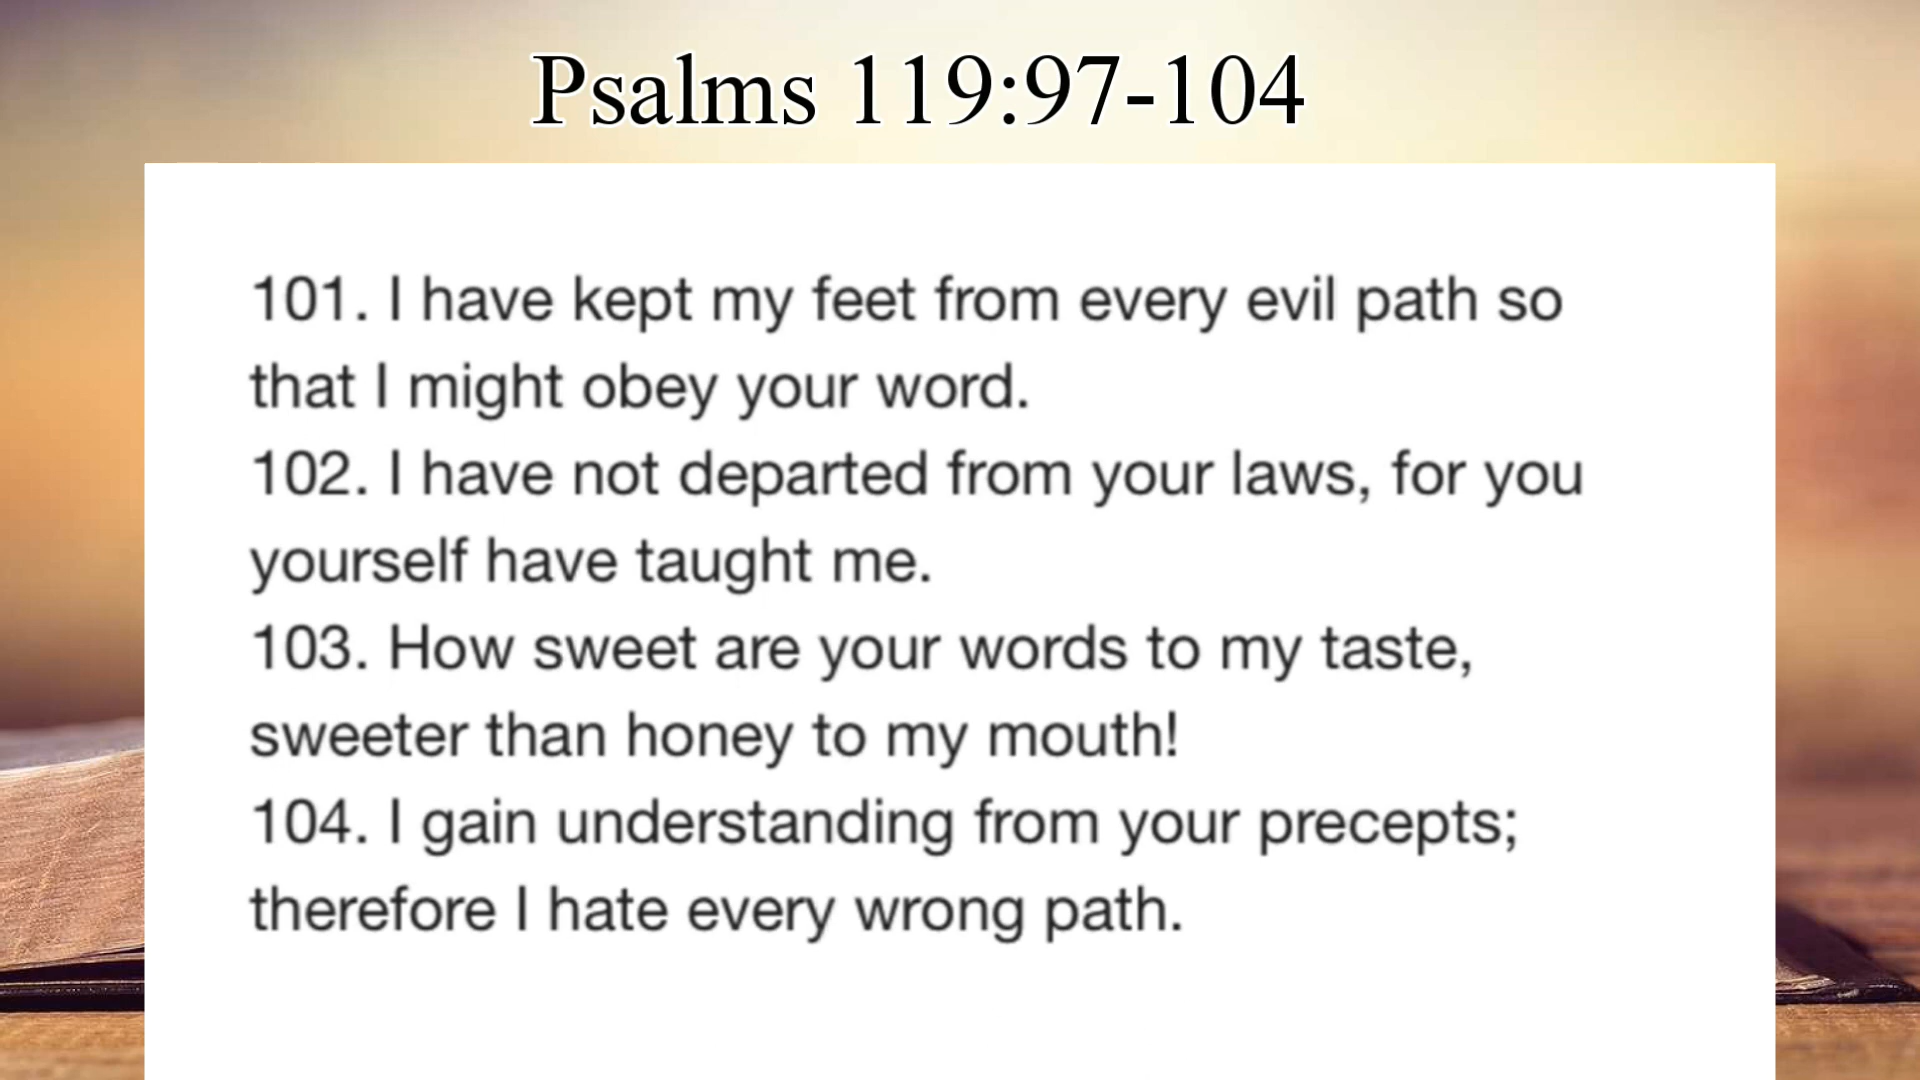 Psalms 119:97-104
101. I have kept my feet from every evil path so
that I might obey your word.
102. I have not departed from your laws, for you
yourself have taught me.
103. How sweet are your words to my taste,
sweeter than honey to my mouth!
104. I gain understanding from your precepts;
therefore I hate every wrong path.